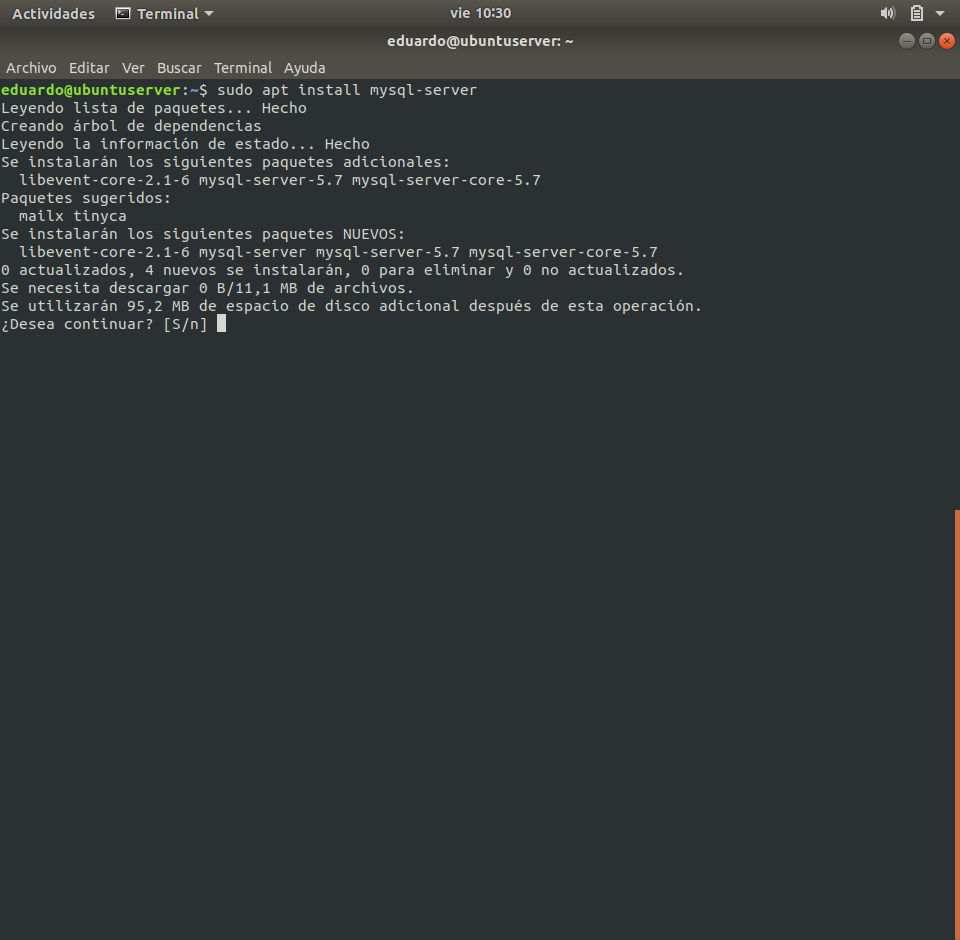 Actividades Terminal vie 10:30
eduardo@ubuntuserver: ~
Archivo Editar Ver Buscar Terminal Ayuda
eduardo@ubuntuserver:~$ sudo apt install mysql-server
Leyendo lista de paquetes... Hecho
Creando árbol de dependencias
Leyendo la información de estado... Hecho
Se instalarán los siguientes paquetes adicionales:
  libevent-core-2.1-6 mysql-server-5.7 mysql-server-core-5.7
Paquetes sugeridos:
  mailx tinyca
Se instalarán los siguientes paquetes NUEVOS:
  libevent-core-2.1-6 mysql-server mysql-server-5.7 mysql-server-core-5.7
0 actualizados, 4 nuevos se instalarán, 0 para eliminar y 0 no actualizados.
Se necesita descargar 0 B/11,1 MB de archivos.
Se utilizarán 95,2 MB de espacio de disco adicional después de esta operación.
¿Desea continuar? [S/n]